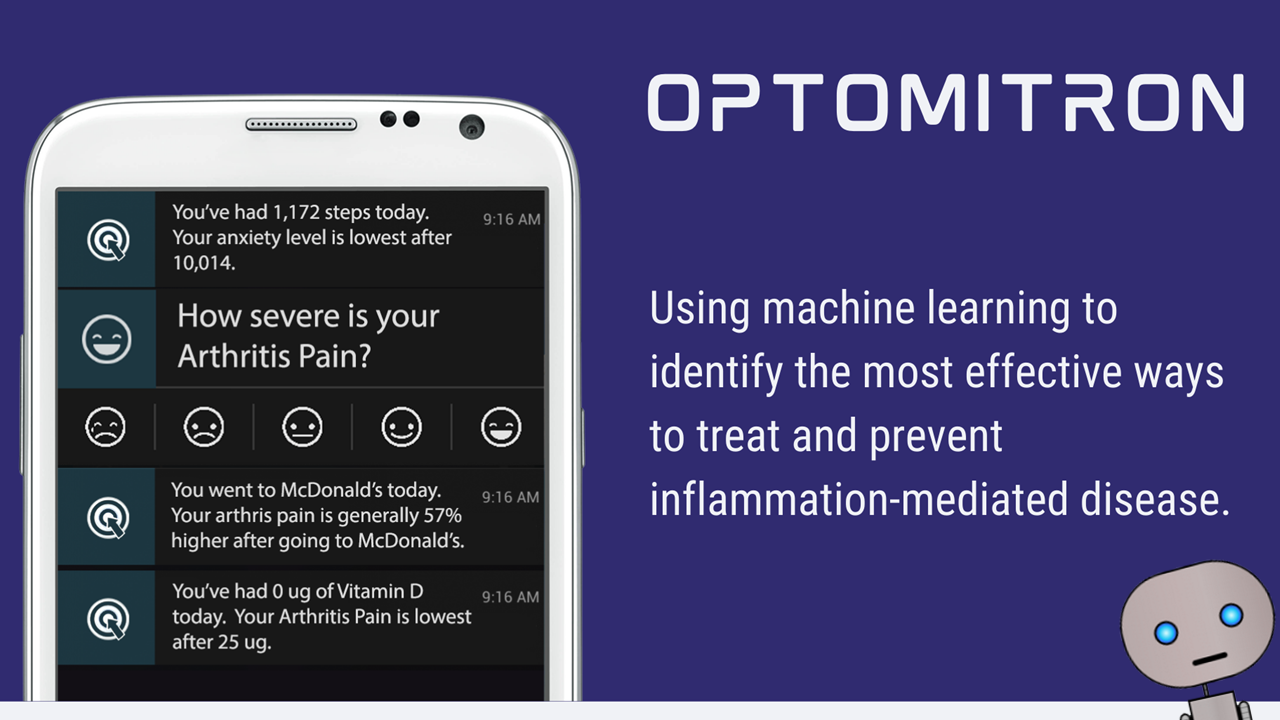 OPTOMITRON
You've had 1,172 steps today.
9:16 AM
Your anxiety level is lowest after
10,014.
How severe is your
Arthritis Pain?
You went to McDonald's today.
9:16 AM
Your arthris pain is generally 57%
higher after going to McDonald's.
You've had 0 ug of Vitamin D
9:16 AM
today.  Your Arthritis Pain is lowest
after 25 ug.
Using machine learning to
identify the most effective ways
to treat and prevent
inflammation-mediated disease.